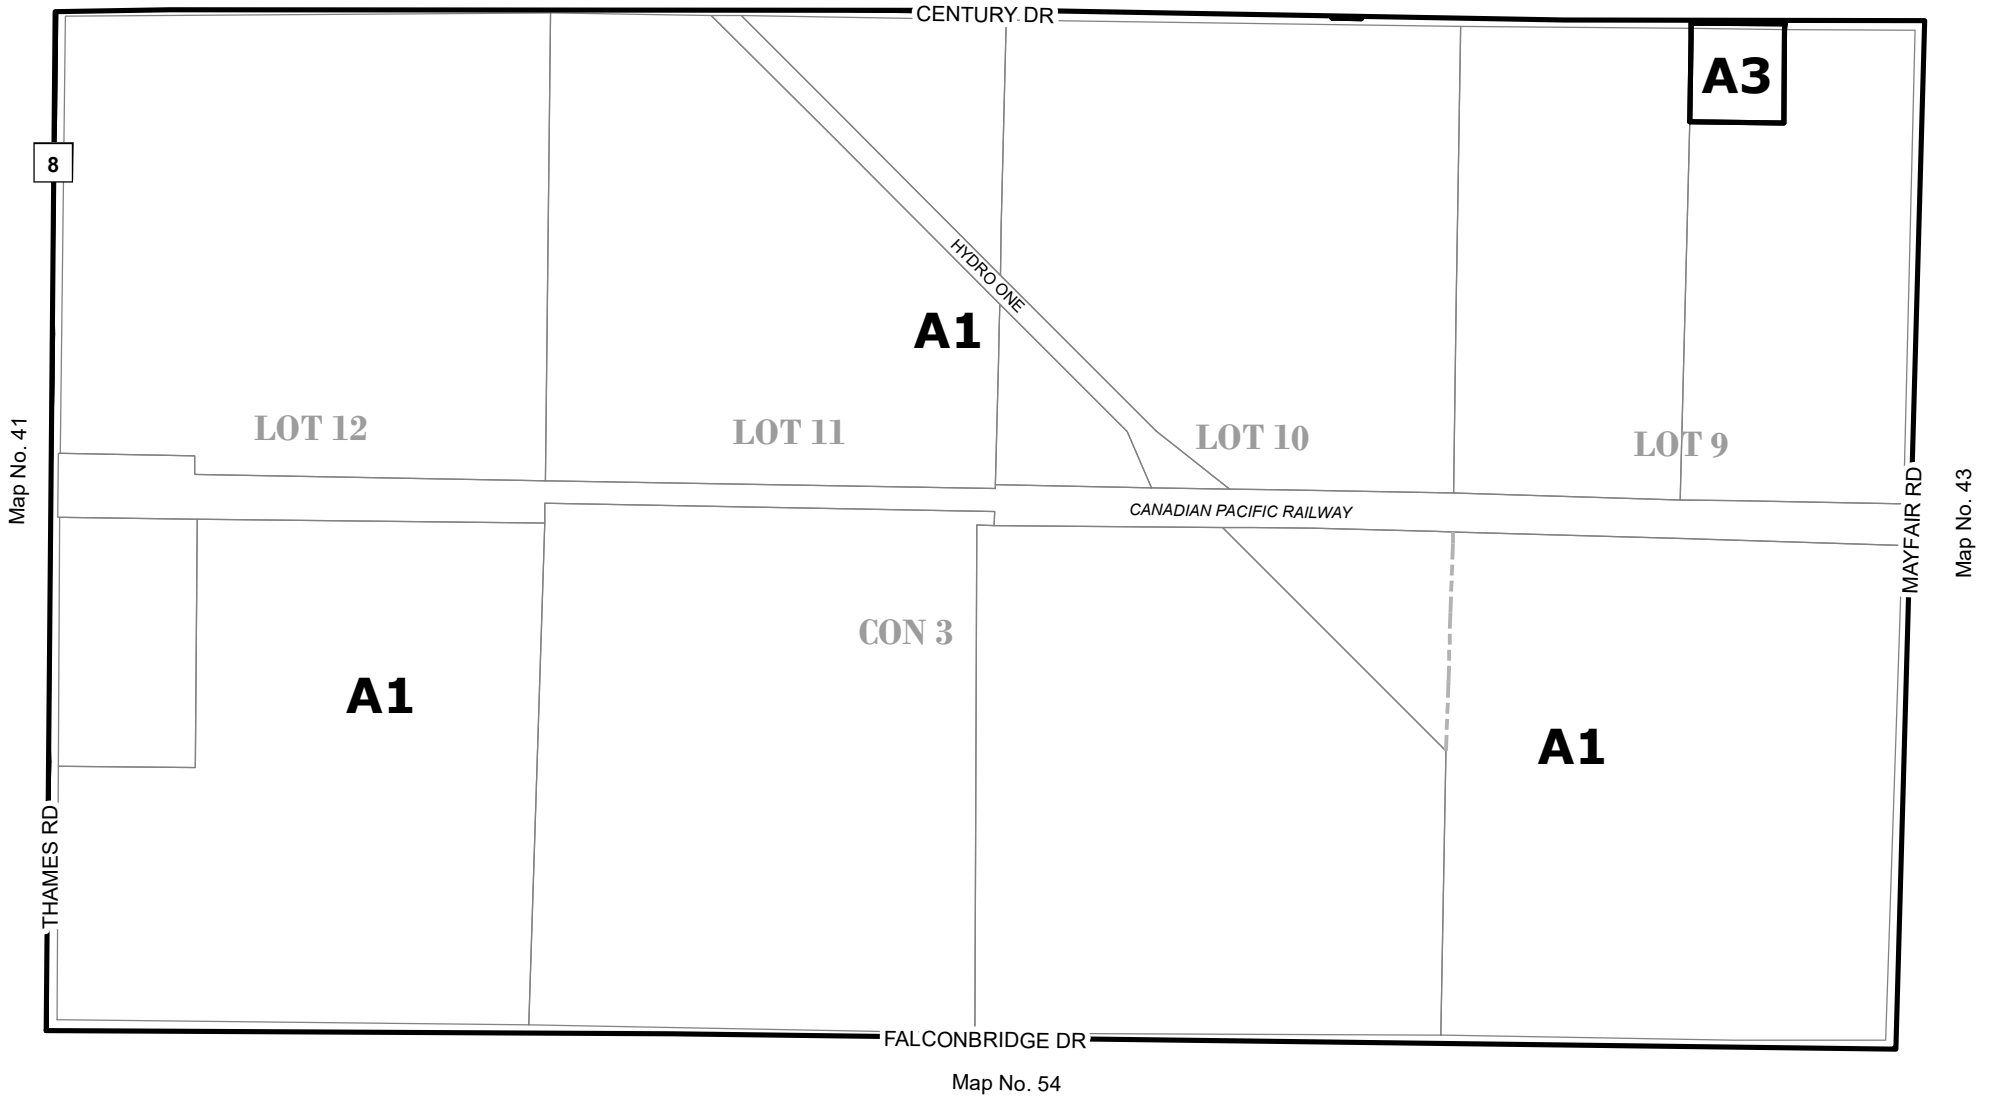 CENTURY DR
A3
8
HYDRO ONE
A1
LOT 12
LOT 11
LOT 10
LOT 9
Map No. 41
CANADIAN PACIFIC RAILWAY
MAYFAIR RD
Map No. 43
CON 3
A1
A1
THAMES RD
FALCONBRIDGE DR
Map No. 54